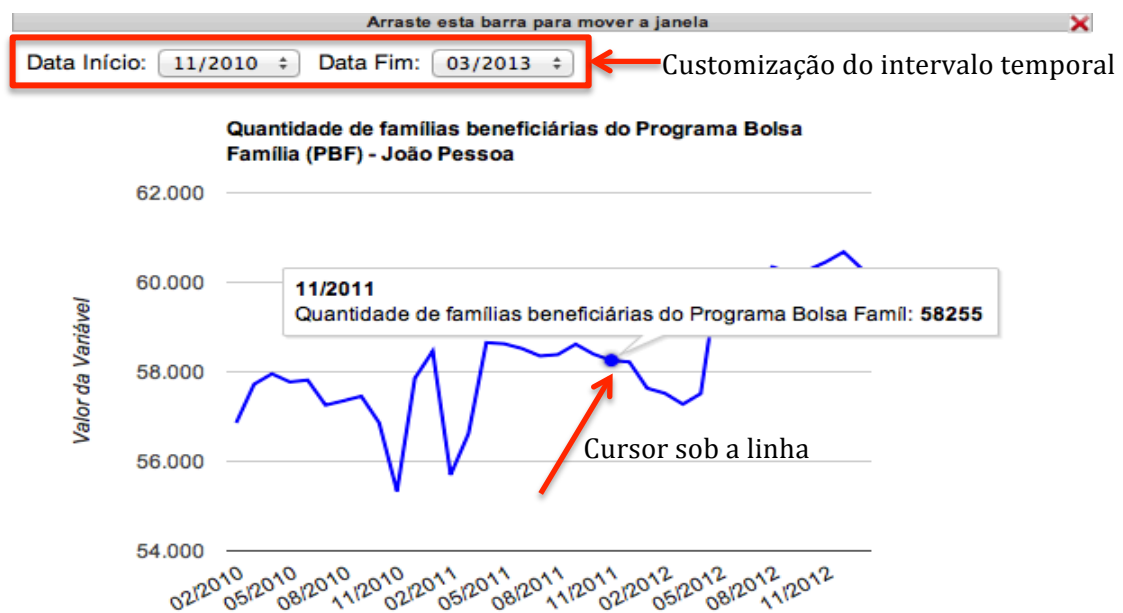 Arraste esta barra para mover a janela
Data Início: 11/2010 Data Fim: 03/2013
Customização do intervalo temporal
Quantidade de famílias beneficiárias do Programa Bolsa
Família (PBF) - João Pessoa
62.000
60.000
58.000
56.000
54.000
Valor da Variável
11/2011
Quantidade de famílias beneficiárias do Programa Bolsa Famíl: 58255
Cursor sob a linha
02/2010 05/2010 08/2010 11/2010 02/2011 05/2011 08/2011 11/2011 02/2012 05/2012 08/2012 11/2012